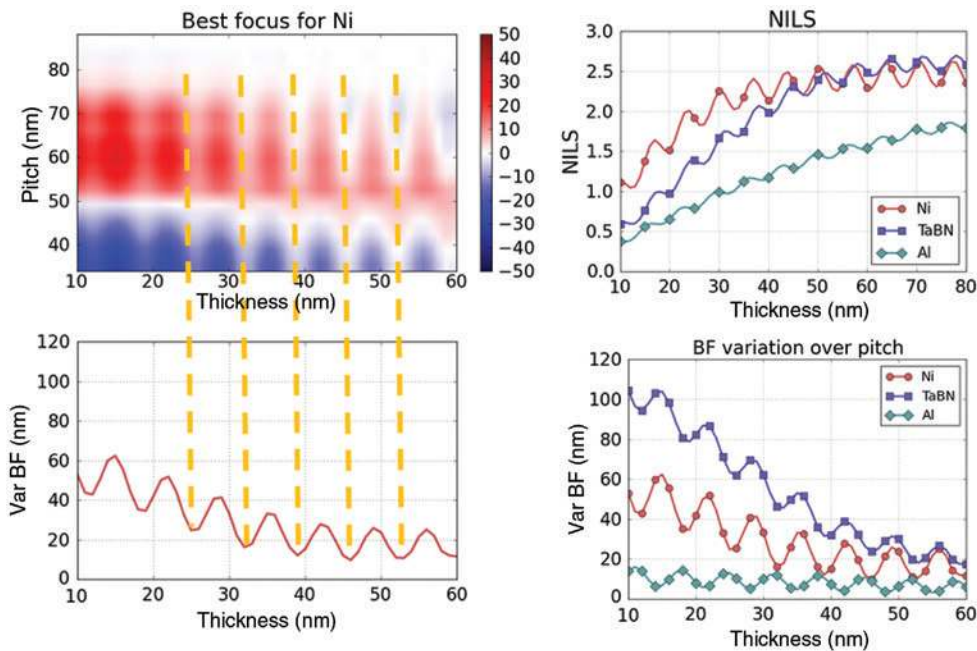 Best focus for Ni
Pitch (nm)
80
70
60
50
40
10 20 30 40 50 60
Thickness (nm)
50
40
30
20
10
0
−10
−20
−30
−40
−50
NILS
NILS
3.0
2.5
2.0
1.5
1.0
0.5
0.0
Ni
TaBN
Al
10 20 30 40 50 60 70 80
Thickness (nm)
Var BF (nm)
120
100
80
60
40
20
0
10 20 30 40 50 60
Thickness (nm)
BF variation over pitch
Var BF (nm)
120
100
80
60
40
20
0
Ni
TaBN
Al
10 20 30 40 50 60
Thickness (nm)